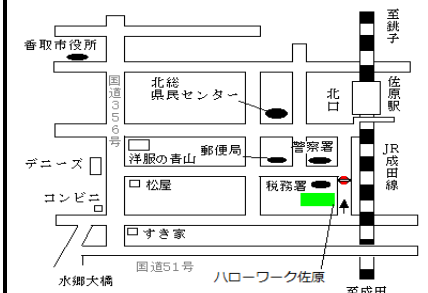 至銚子
香取市役所
国道356号
北総
県民センター
北口
佐原駅
郵便局
警察署
洋服の青山
JR成田線
デニーズ
松屋
税務署
コンビニ
すき家
国道51号
ハローワーク佐原
水郷大橋
至成田